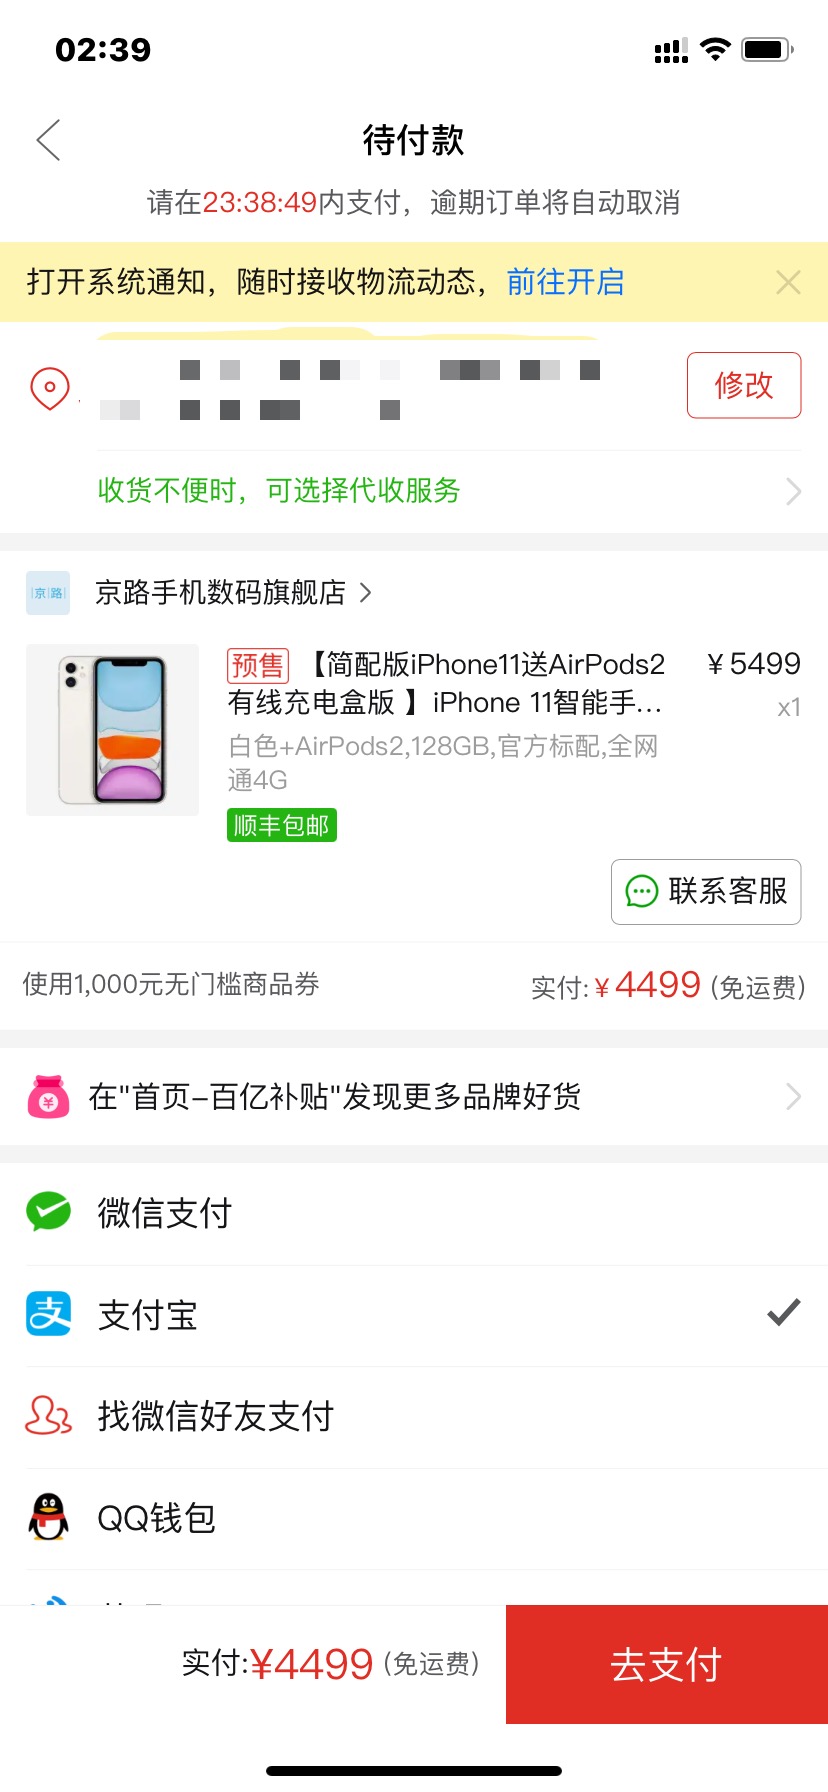 02:39
待付款
请在23:38:49内支付，逾期订单将自动取消
打开系统通知，随时接收物流动态，前往开启
修改
收货不便时，可选择代收服务
京路
京路手机数码旗舰店
预售 【简配版iPhone11送AirPods2 ¥5499
有线充电盒版 】iPhone 11智能手... x1
白色+AirPods2,128GB,官方标配,全网
通4G
顺丰包邮
联系客服
使用1,000元无门槛商品券 实付:¥4499 (免运费)
在"首页–百亿补贴"发现更多品牌好货
微信支付
支付宝
找微信好友支付
QQ钱包
实付:¥4499 (免运费) 去支付